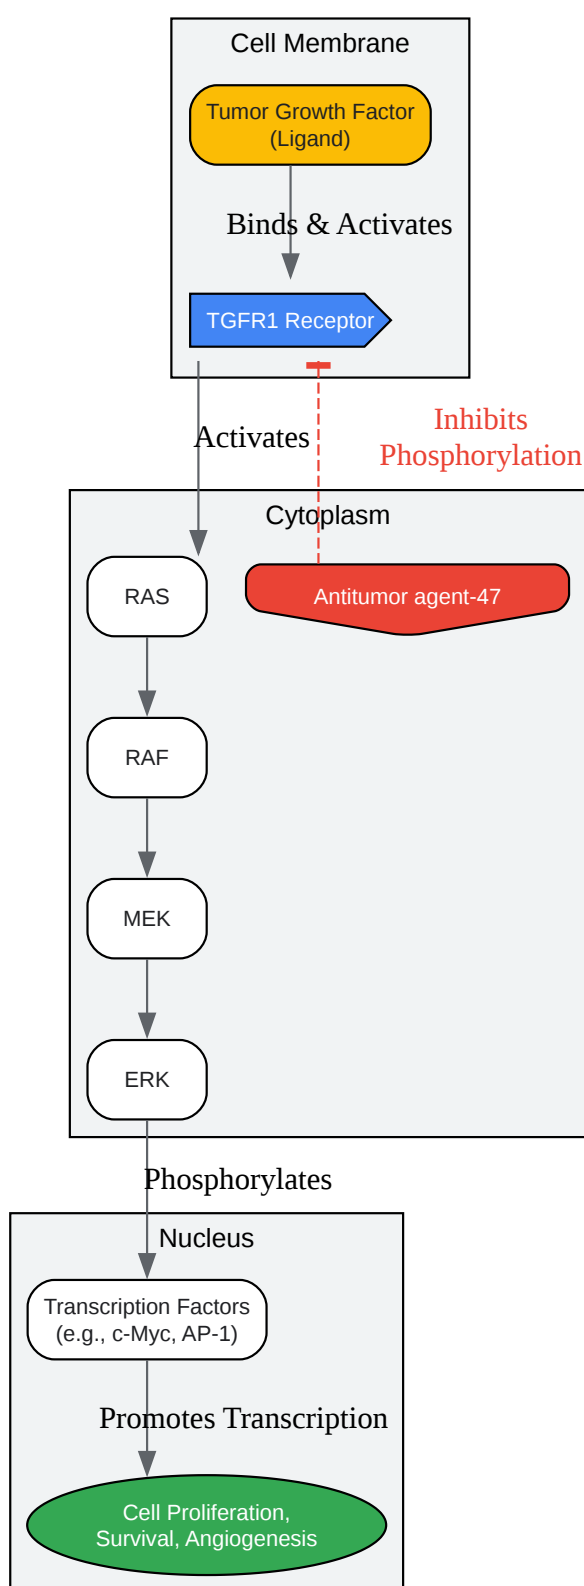 Cell Membrane
Tumor Growth Factor
(Ligand)
Binds & Activates
TGFR1 Receptor
Activates
Inhibits
Phosphorylation
Cytoplasm
RAS
Antitumor agent-47
RAF
MEK
ERK
Phosphorylates
Nucleus
Transcription Factors
(e.g., c-Myc, AP-1)
Promotes Transcription
Cell Proliferation,
Survival, Angiogenesis